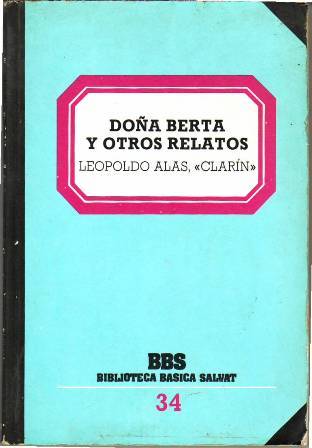 DOÑA BERTA
Y OTROS RELATOS
LEOPOLDO ALAS, «CLARÍN»
BBS
BIBLIOTECA BASICA SALVAT
34